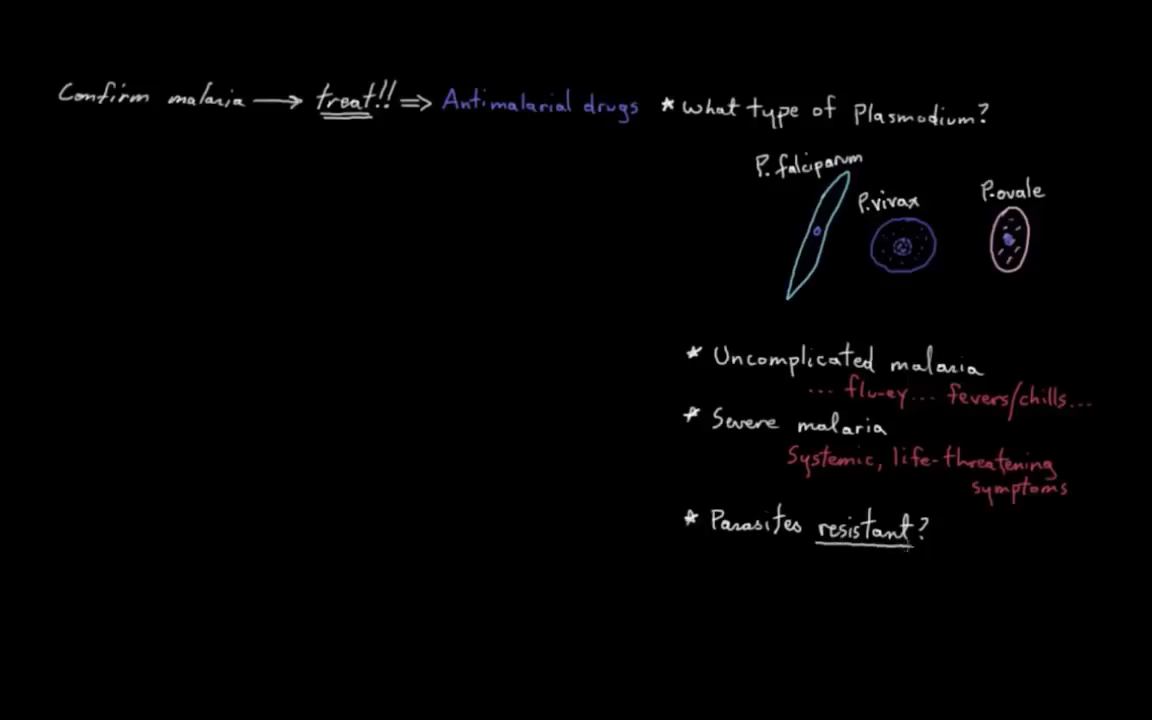 Confirm malaria → treat!! ⇒ Antimalarial drugs * What type of Plasmodium?
P. falciparum
P. vivax
P. ovale
* Uncomplicated malaria
... flu-ey... fevers/chills...
* Severe malaria
Systemic, life-threatening
symptoms
* Parasites resistant?